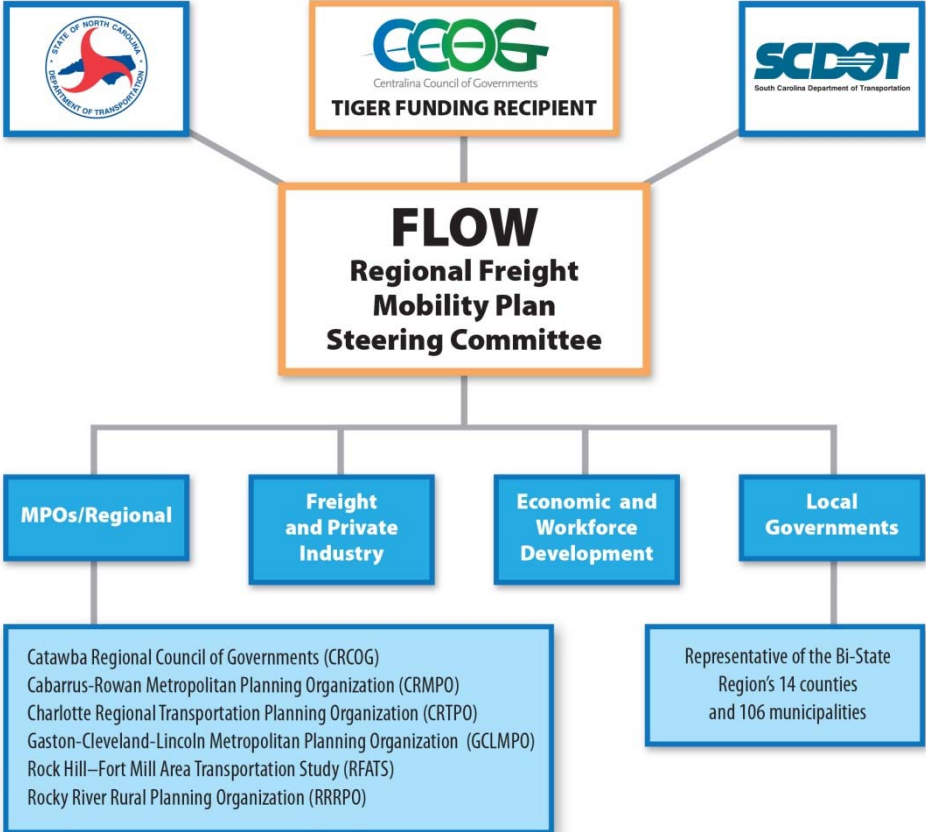 STATE OF NORTH CAROLINA
DEPARTMENT OF TRANSPORTATION
CCOG
Centralina Council of Governments
TIGER FUNDING RECIPIENT
SCDOT
South Carolina Department of Transportation
FLOW
Regional Freight
Mobility Plan
Steering Committee
MPOs/Regional
Freight
and Private
Industry
Economic and
Workforce
Development
Local
Governments
Catawba Regional Council of Governments (CRCOG)
Cabarrus-Rowan Metropolitan Planning Organization (CRMPO)
Charlotte Regional Transportation Planning Organization (CRTPO)
Gaston-Cleveland-Lincoln Metropolitan Planning Organization (GCLMPO)
Rock Hill–Fort Mill Area Transportation Study (RFATS)
Rocky River Rural Planning Organization (RRRPO)
Representative of the Bi-State
Region's 14 counties
and 106 municipalities